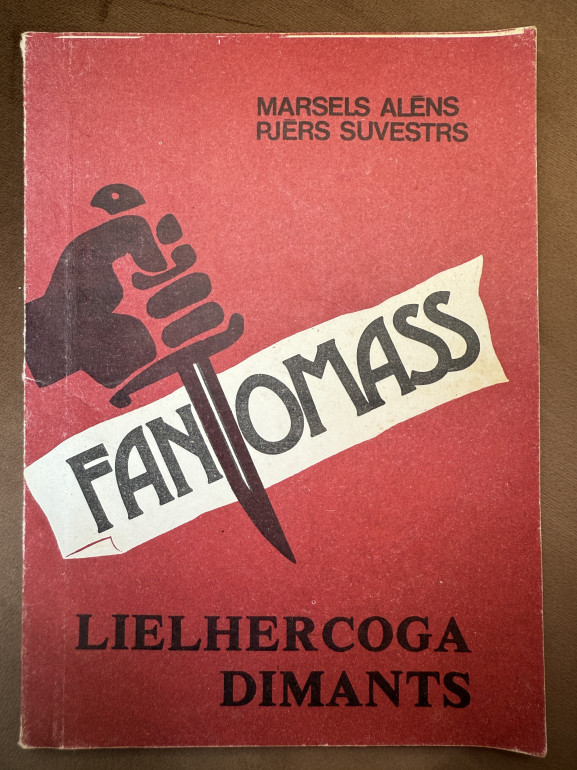 MARSELS ALĒNS
PJĒRS SUVESTRS
FANTOMASS
LIELHERCOGA
DIMANTS